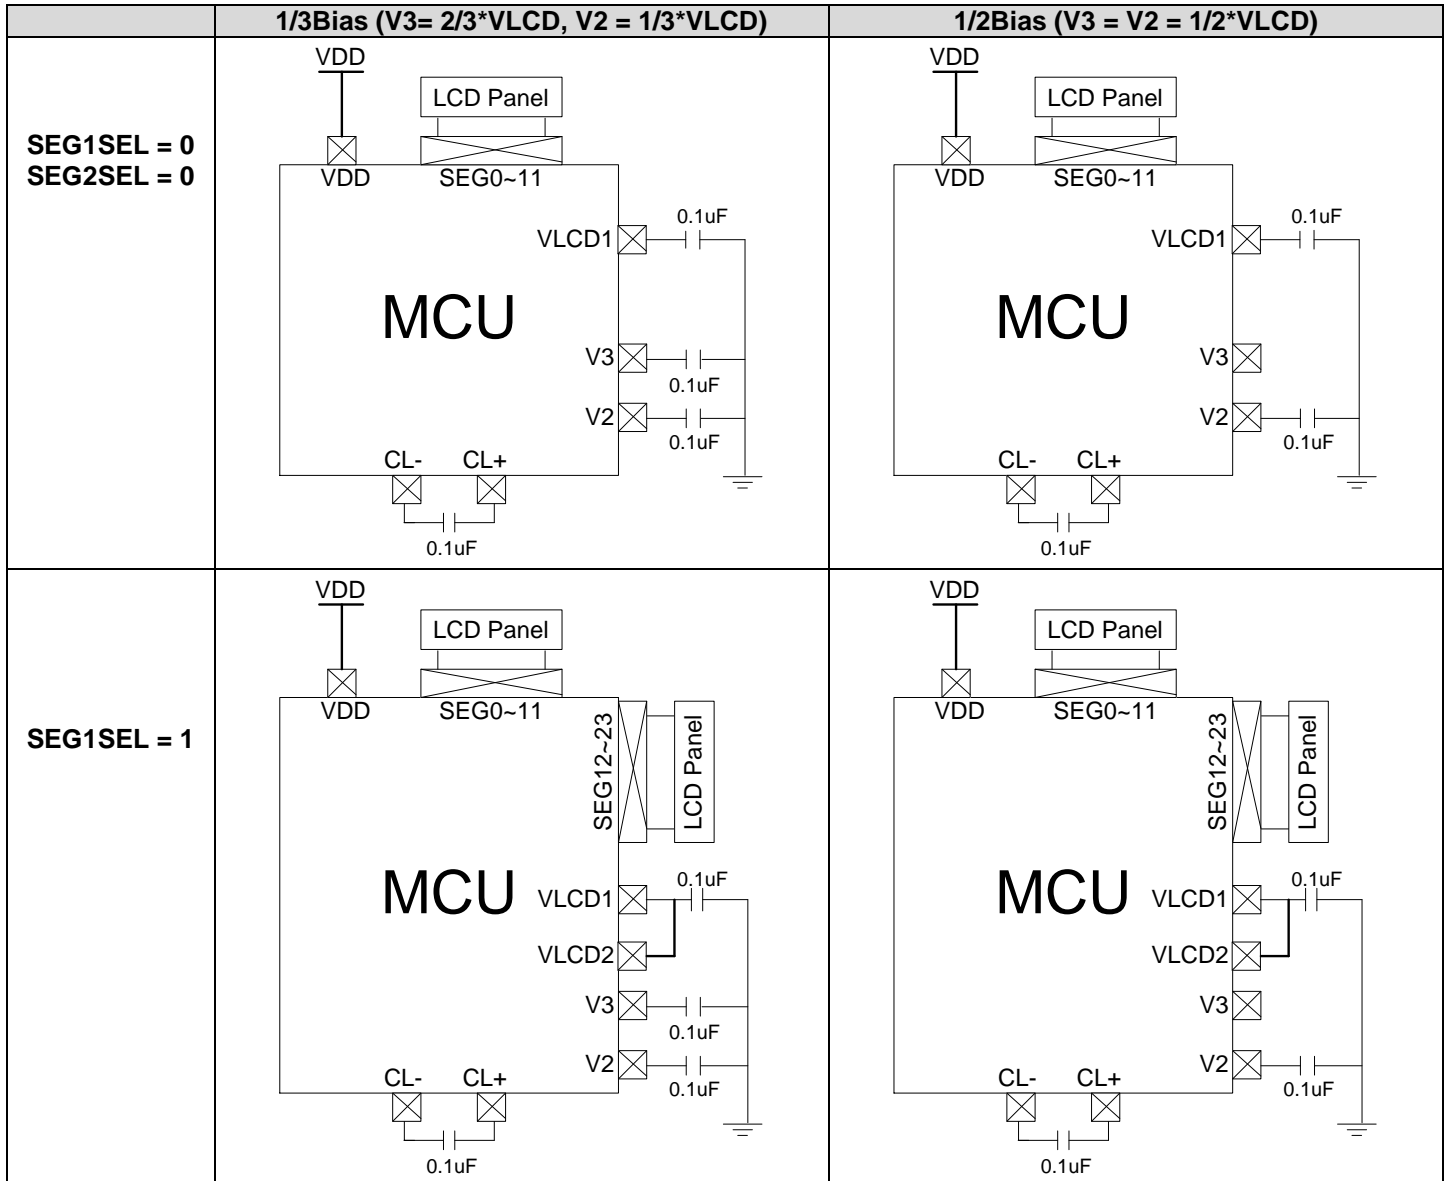 1/3Bias (V3= 2/3*VLCD, V2 = 1/3*VLCD)
1/2Bias (V3 = V2 = 1/2*VLCD)
SEG1SEL = 0
SEG2SEL = 0
VDD
LCD Panel
VDD
SEG0~11
0.1uF
VLCD1
MCU
V3
0.1uF
V2
0.1uF
CL-
CL+
0.1uF
VDD
LCD Panel
VDD
SEG0~11
0.1uF
VLCD1
MCU
V3
V2
0.1uF
CL-
CL+
0.1uF
SEG1SEL = 1
VDD
LCD Panel
VDD
SEG0~11
SEG12~23
LCD Panel
MCU
VLCD1
0.1uF
VLCD2
V3
0.1uF
V2
0.1uF
CL-
CL+
0.1uF
VDD
LCD Panel
VDD
SEG0~11
SEG12~23
LCD Panel
MCU
VLCD1
0.1uF
VLCD2
V3
V2
0.1uF
CL-
CL+
0.1uF